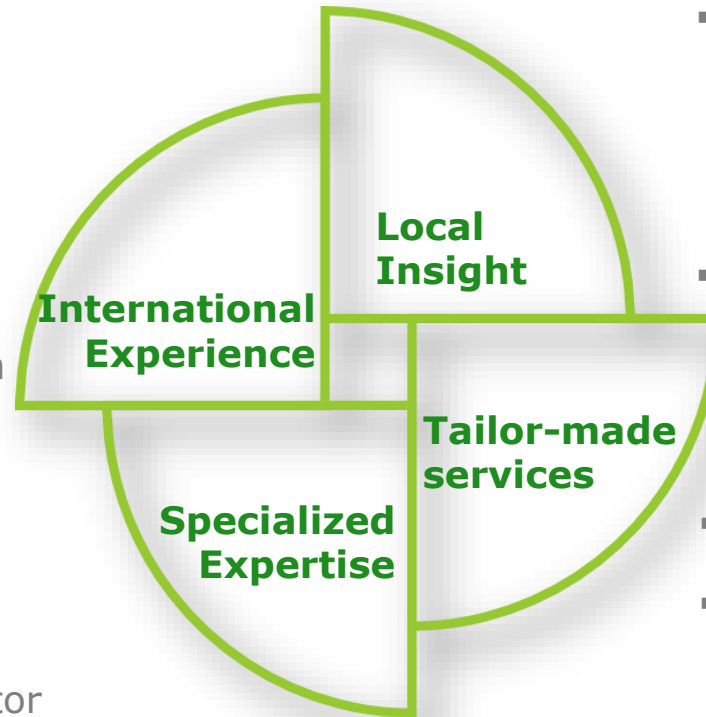 Local
Insight
International
Experience
Tailor-made
services
Specialized
Expertise